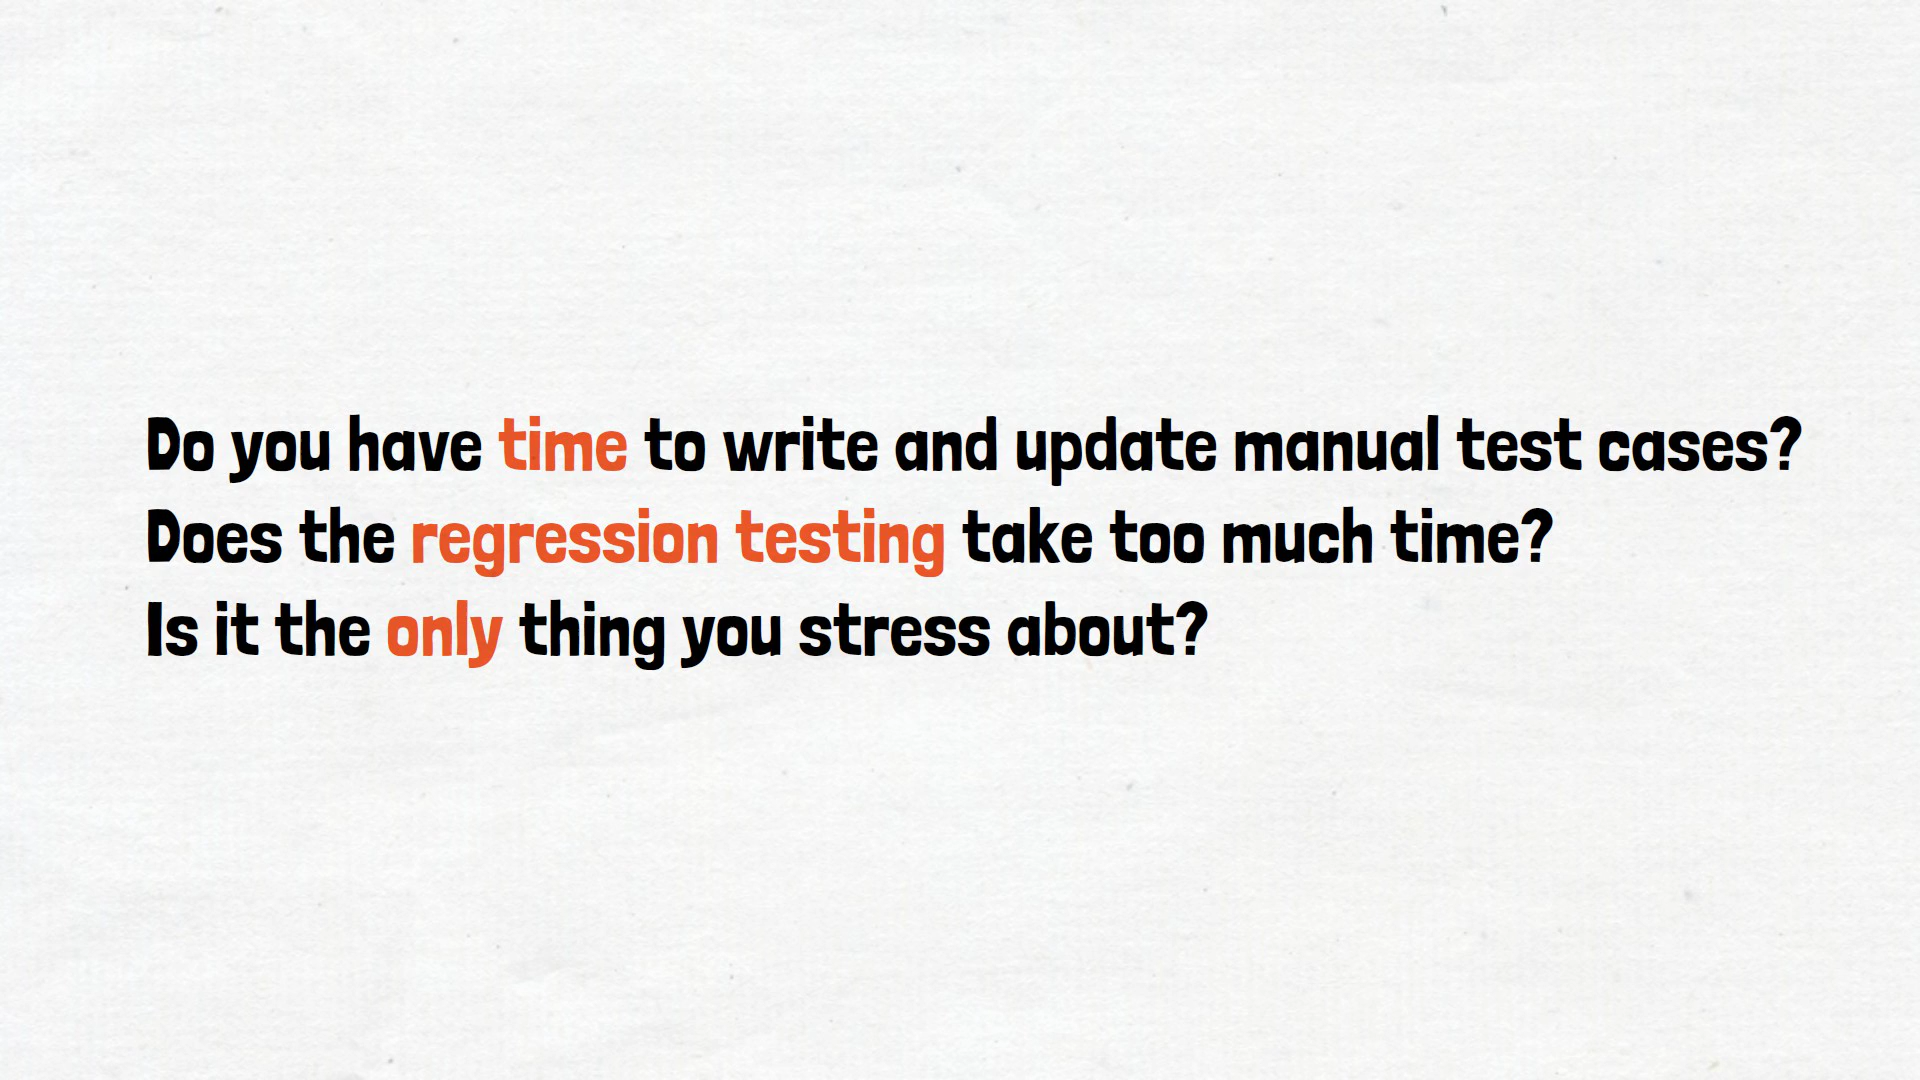 Do you have time to write and update manual test cases?
Does the regression testing take too much time?
Is it the only thing you stress about?